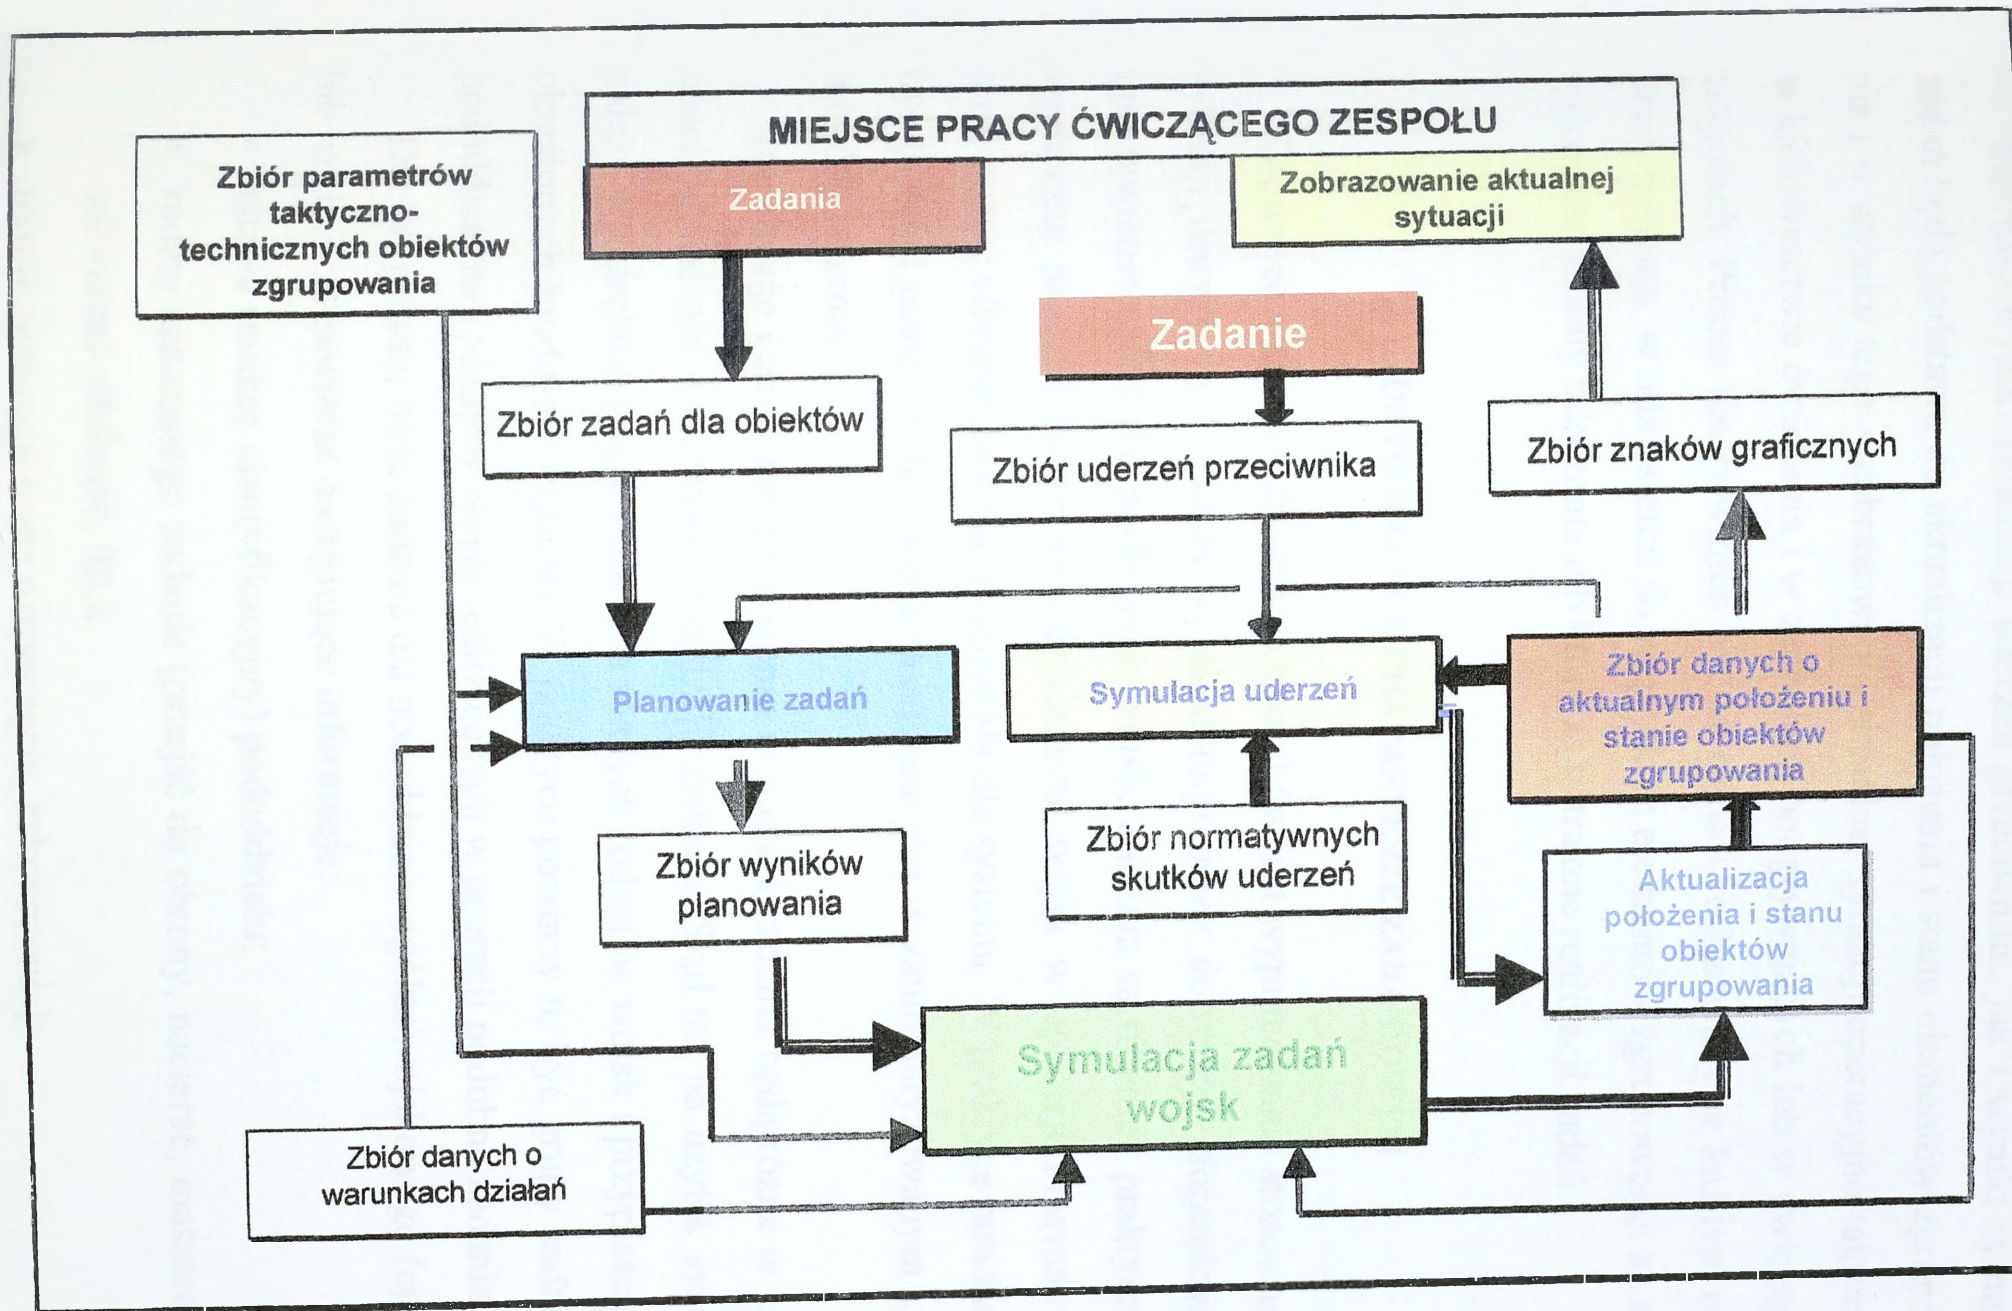 MIEJSCE PRACY ĆWICZĄCEGO ZESPOŁU
Zbiór parametrów
taktyczno-
technicznych obiektów
zgrupowania
Zadania
Zobrazowanie aktualnej
sytuacji
Zadanie
Zbiór zadań dla obiektów
Zbiór uderzeń przeciwnika
Zbiór znaków graficznych
Planowanie zadań
Symulacja uderzeń
Zbiór danych o
aktualnym położeniu i
stanie obiektów
zgrupowania
Zbiór wyników
planowania
Zbiór normatywnych
skutków uderzeń
Aktualizacja
położenia i stanu
obiektów
zgrupowania
Symulacja zadań
wojsk
Zbiór danych o
warunkach działań